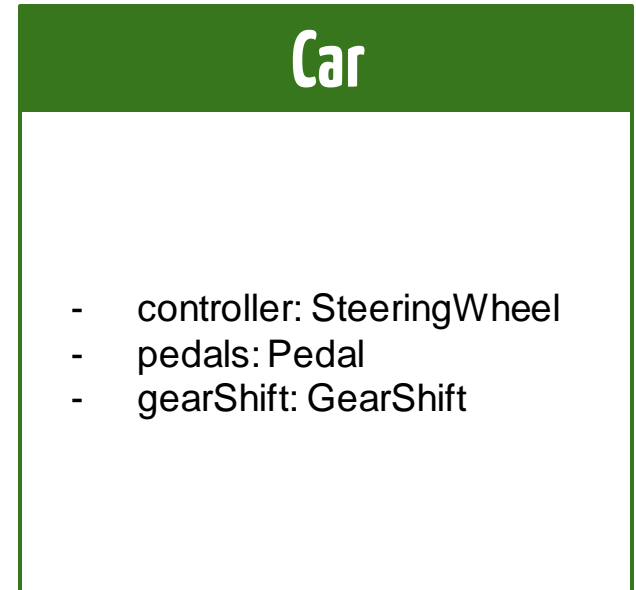 Car
- controller: SteeringWheel
- pedals: Pedal
- gearShift: GearShift